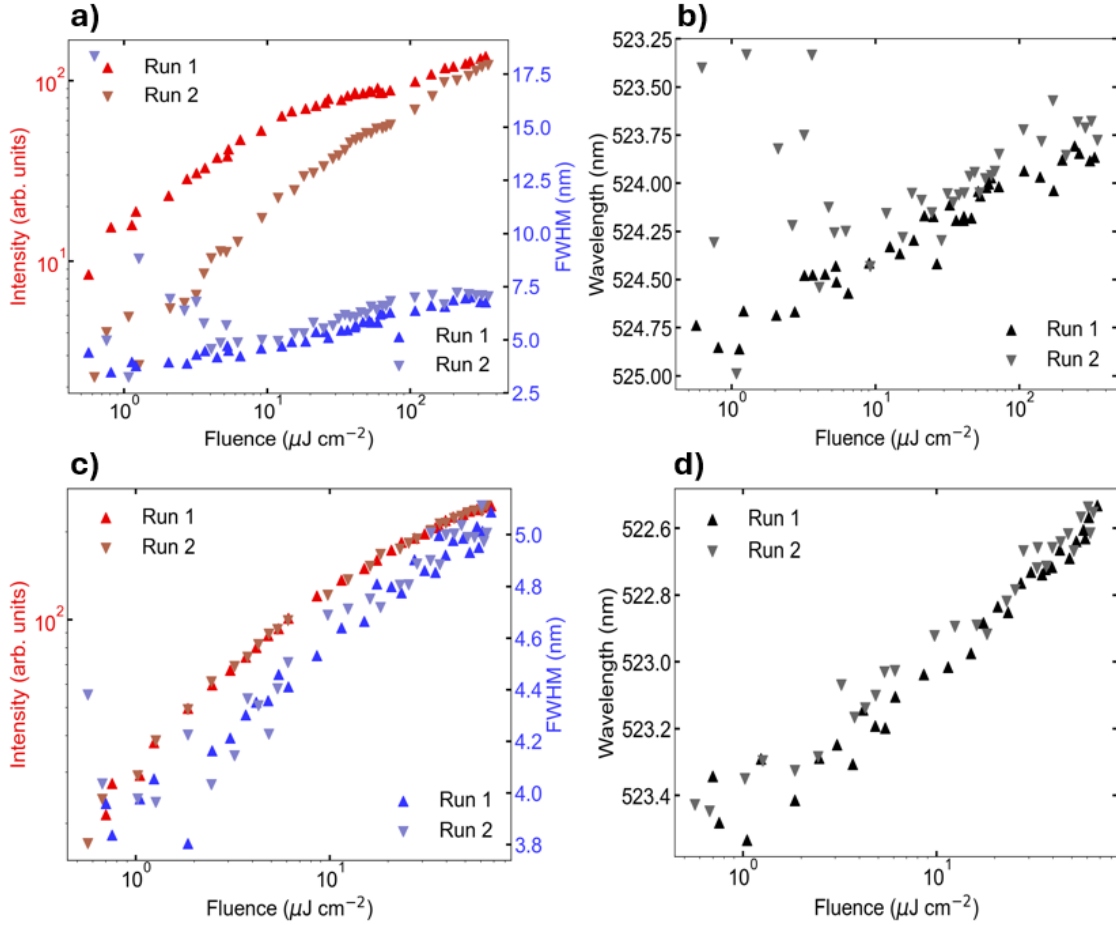 a)
Run 1
Run 2
10²
10¹
Intensity (arb. units)
17.5
15.0
12.5
10.0
7.5
5.0
2.5
FWHM (nm)
Run 1
Run 2
10⁰
10¹
10²
Fluence (μJ cm⁻²)
b)
523.25
523.50
523.75
524.00
524.25
524.50
524.75
525.00
Wavelength (nm)
Run 1
Run 2
10⁰
10¹
10²
Fluence (μJ cm⁻²)
c)
Run 1
Run 2
10²
Intensity (arb. units)
5.0
4.8
4.6
4.4
4.2
4.0
3.8
FWHM (nm)
Run 1
Run 2
10⁰
10¹
Fluence (μJ cm⁻²)
d)
Run 1
Run 2
522.6
522.8
523.0
523.2
523.4
Wavelength (nm)
10⁰
10¹
Fluence (μJ cm⁻²)